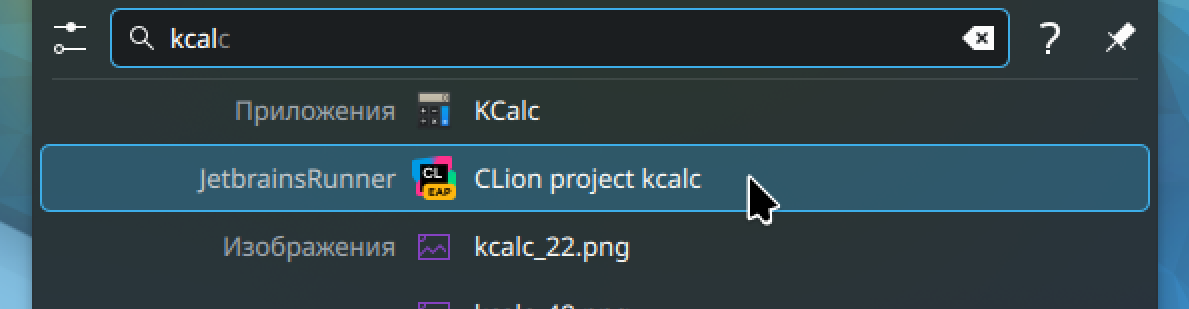 kcalc
?
Приложения KCalc
JetbrainsRunner CL EAP CLion project kcalc
Изображения kcalc_22.png